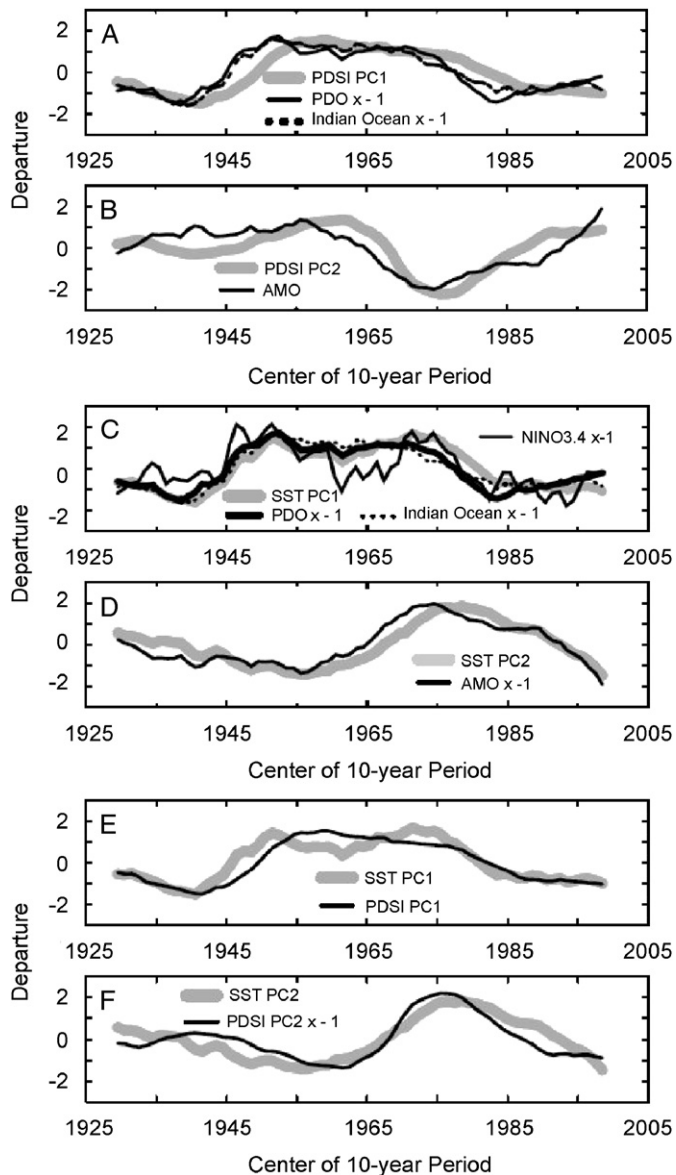 A
2
0
-2
PDSI PC1
PDO x - 1
Indian Ocean x - 1
1925 1945 1965 1985 2005
Departure
B
2
0
-2
PDSI PC2
AMO
1925 1945 1965 1985 2005
Center of 10-year Period
C
2
0
-2
NINO3.4 x-1
SST PC1
PDO x - 1 Indian Ocean x - 1
1925 1945 1965 1985 2005
Departure
D
2
0
-2
SST PC2
AMO x -1
1925 1945 1965 1985 2005
Center of 10-year Period
E
2
0
-2
SST PC1
PDSI PC1
1925 1945 1965 1985 2005
Departure
F
2
0
-2
SST PC2
PDSI PC2 x - 1
1925 1945 1965 1985 2005
Center of 10-year Period